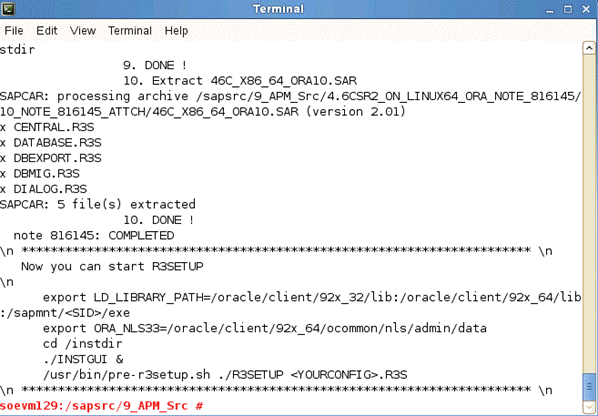 Terminal
File Edit View Terminal Help
stdir
9. DONE !
10. Extract 46C_X86_64_ORA10.SAR
SAPCAR: processing archive /sapsrc/9_APM_Src/4.6CSR2_ON_LINUX64_ORA_NOTE_816145/
10_NOTE_816145_ATTCH/46C_X86_64_ORA10.SAR (version 2.01)
x CENTRAL.R3S
x DATABASE.R3S
x DBEXPORT.R3S
x DBMIG.R3S
x DIALOG.R3S
SAPCAR: 5 file(s) extracted
10. DONE !
note 816145: COMPLETED
\n ********************************************************************** \n
Now you can start R3SETUP
\n
export LD_LIBRARY_PATH=/oracle/client/92x_32/lib:/oracle/client/92x_64/lib
:/sapmnt/<SID>/exe
export ORA_NLS33=/oracle/client/92x_64/ocommon/nls/admin/data
cd /instdir
./INSTGUI &
/usr/bin/pre-r3setup.sh ./R3SETUP <YOURCONFIG>.R3S
\n ********************************************************************** \n
soevm129:/sapsrc/9_APM_Src #